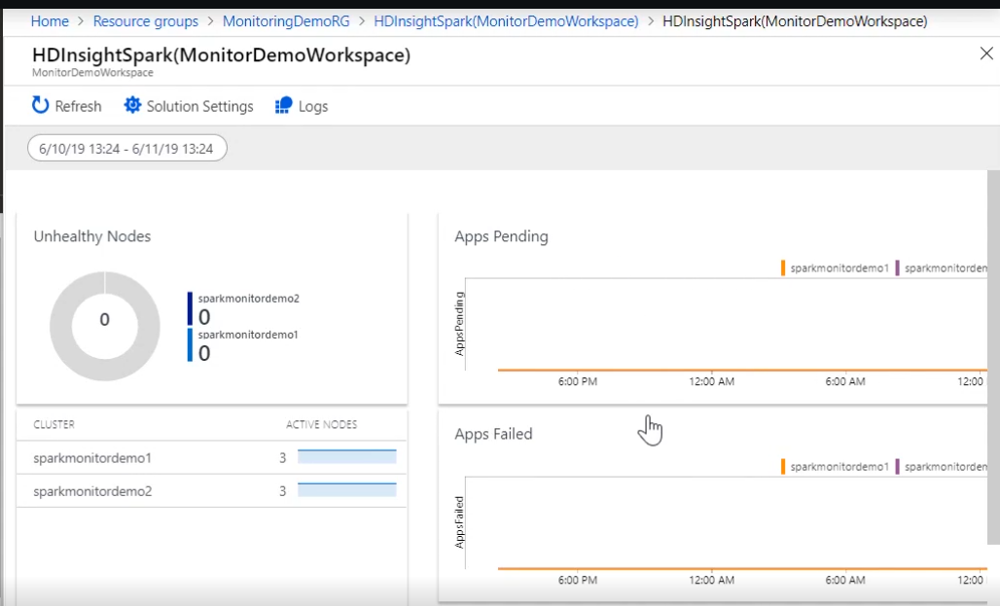 Home > Resource groups > MonitoringDemoRG > HDInsightSpark(MonitorDemoWorkspace) > HDInsightSpark(MonitorDemoWorkspace)
HDInsightSpark(MonitorDemoWorkspace)
MonitorDemoWorkspace
Refresh Solution Settings Logs
6/10/19 13:24 - 6/11/19 13:24
Unhealthy Nodes
0
sparkmonitordemo2
0
sparkmonitordemo1
0
CLUSTER ACTIVE NODES
sparkmonitordemo1 3
sparkmonitordemo2 3
Apps Pending
sparkmonitordemo1 sparkmonitordem
AppsPending
6:00 PM 12:00 AM 6:00 AM 12:00
Apps Failed
sparkmonitordemo1 sparkmonitordem
AppsFailed
6:00 PM 12:00 AM 6:00 AM 12:00